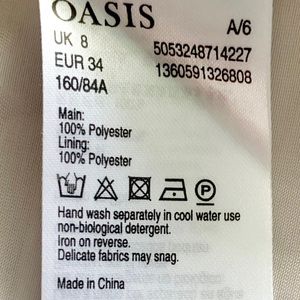 OASIS
A/6
UK 8
5053248714227
EUR 34
1360591326808
160/84A
Main:
100% Polyester
Lining:
100% Polyester
P
Hand wash separately in cool water use
non-biological detergent.
Iron on reverse.
Delicate fabrics may snag.
Made in China